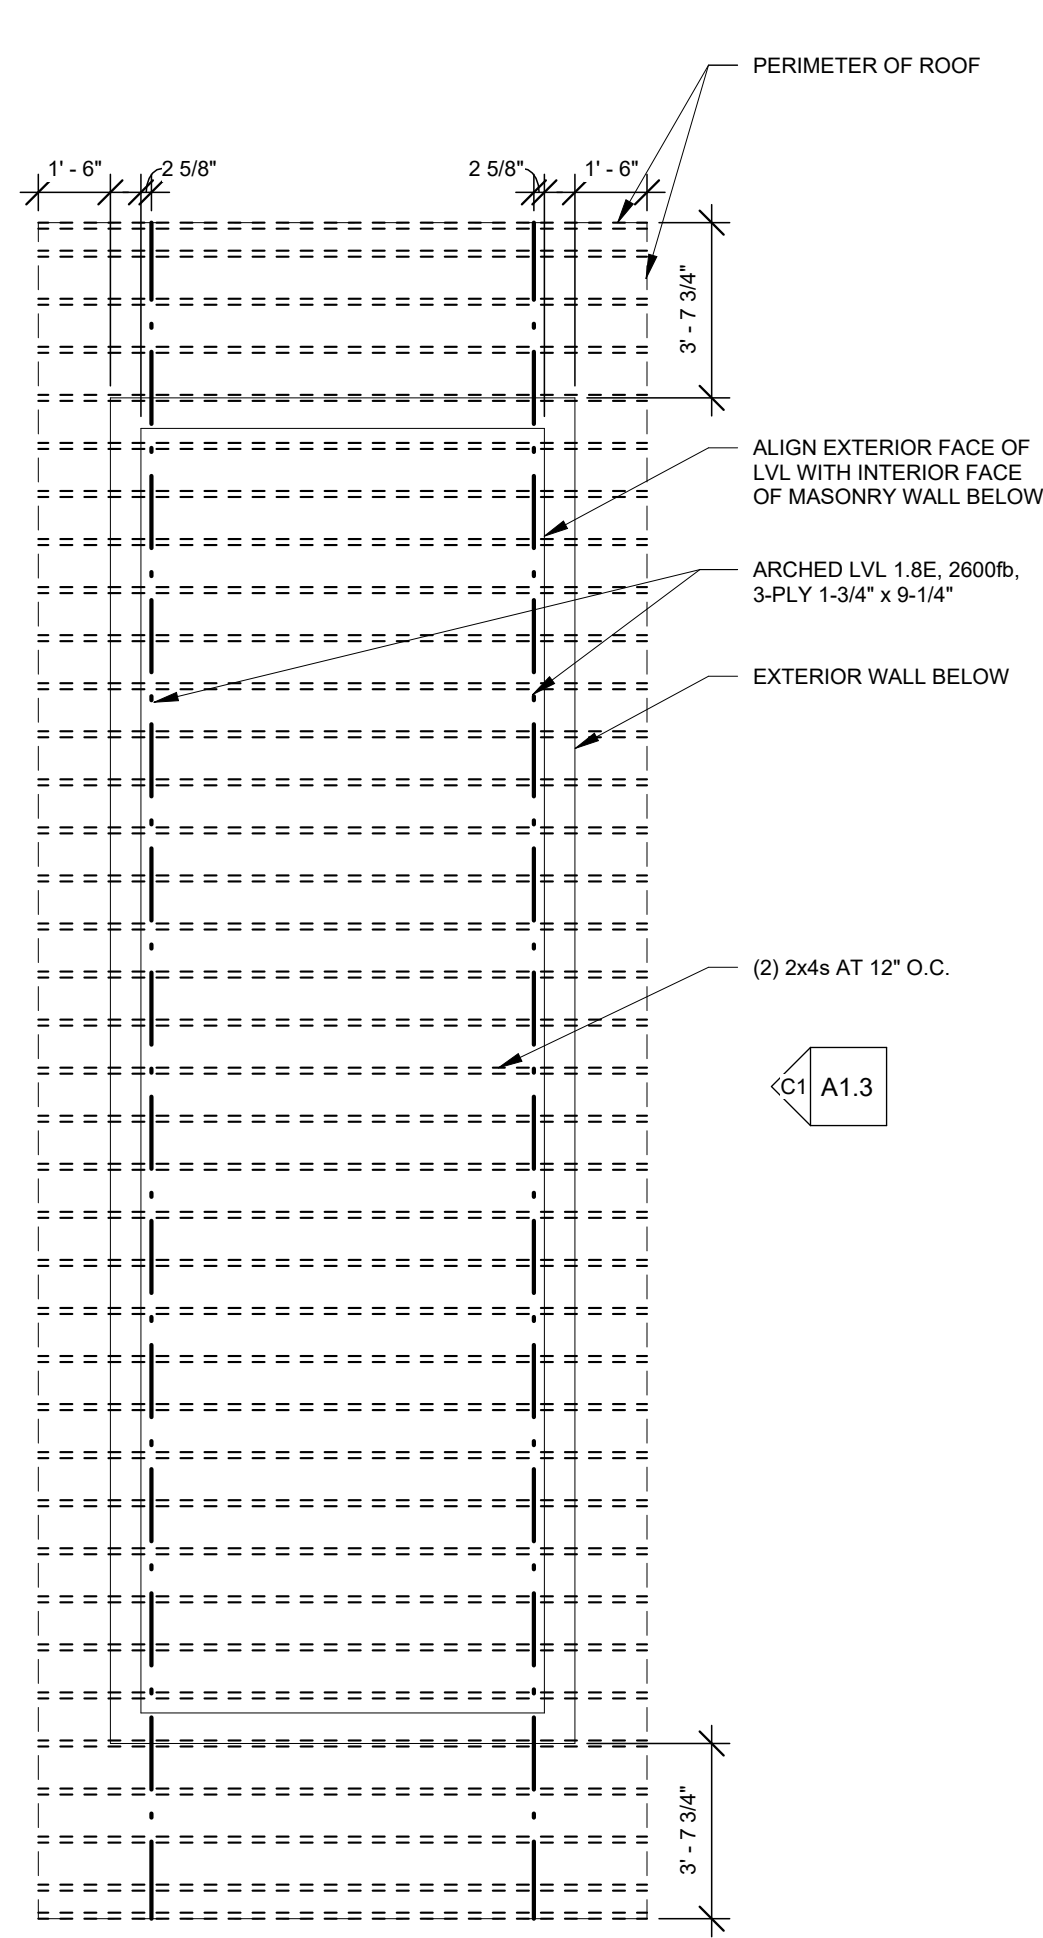 PERIMETER OF ROOF
1' - 6"
2 5/8"
2 5/8"
1' - 6"
3' - 7 3/4"
ALIGN EXTERIOR FACE OF
LVL WITH INTERIOR FACE
OF MASONRY WALL BELOW
ARCHED LVL 1.8E, 2600fb,
3-PLY 1-3/4" x 9-1/4"
EXTERIOR WALL BELOW
(2) 2x4s AT 12" O.C.
C1 A1.3
3' - 7 3/4"